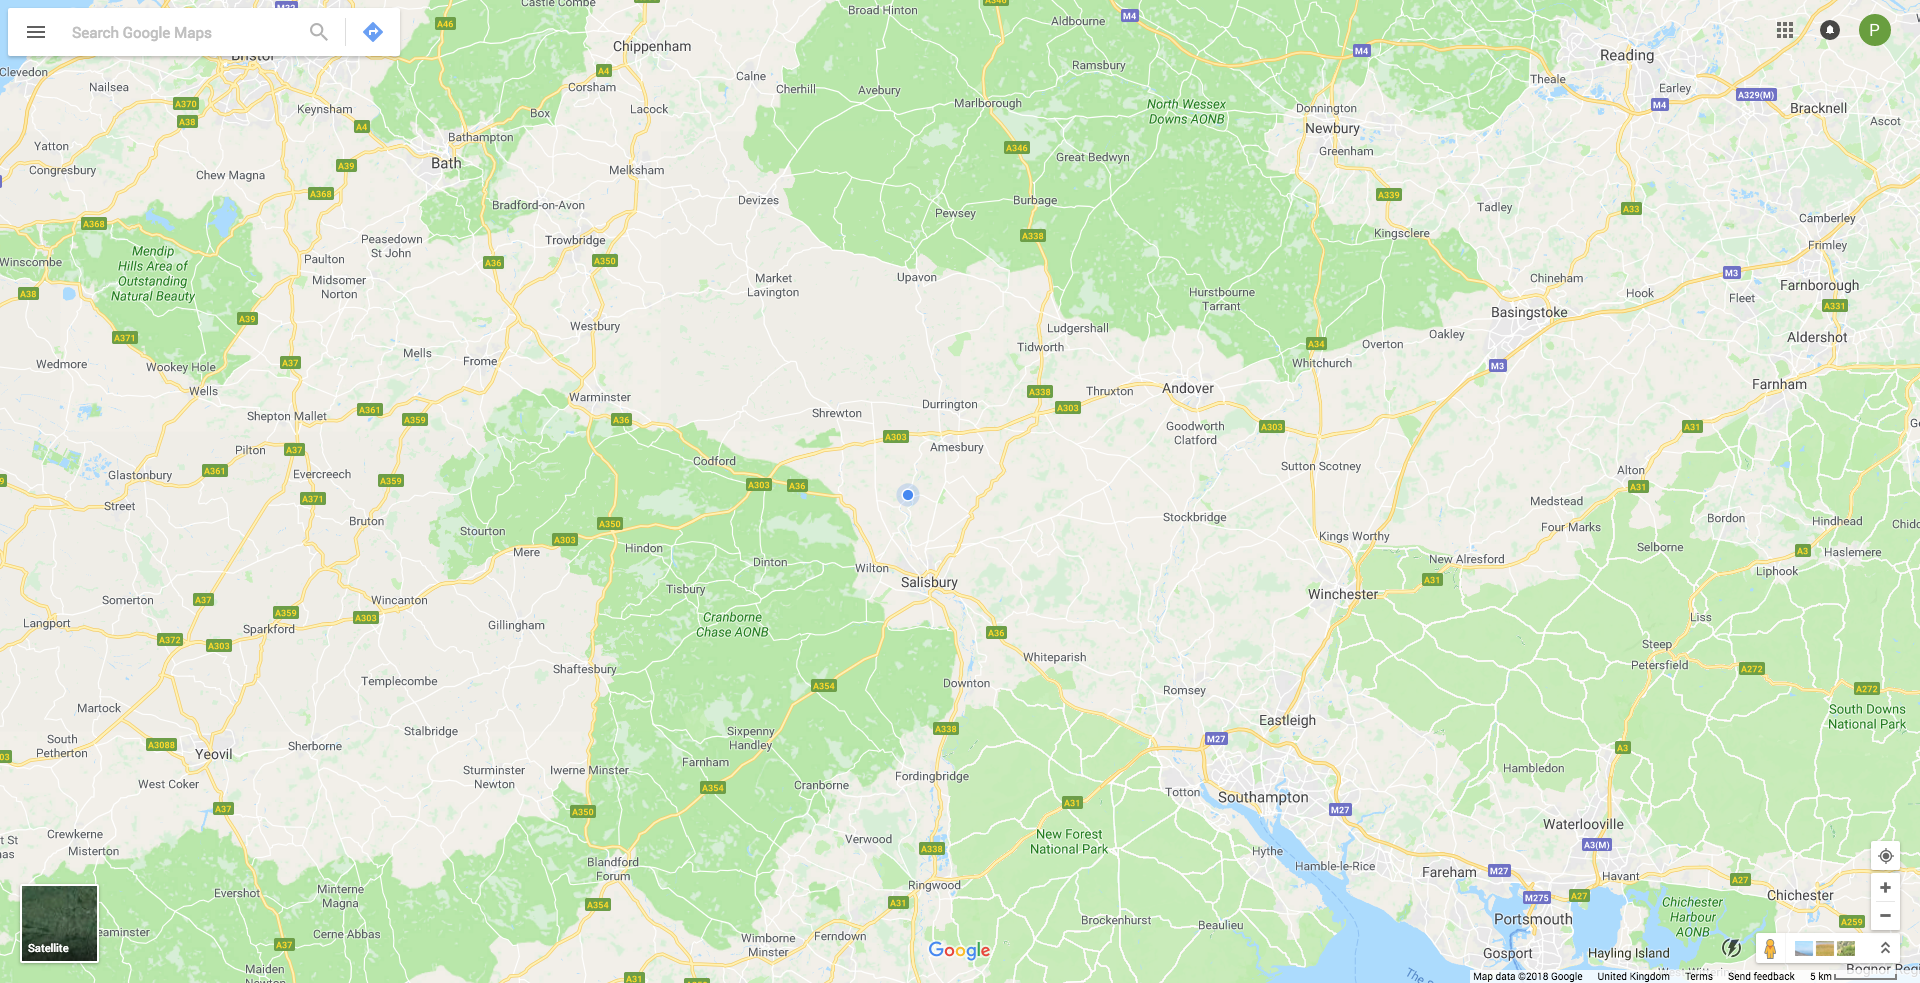 Search Google Maps
Castle Combe
Broad Hinton
Aldbourne
M4
A46
A346
M32
Chippenham
M4
Reading
P
Bristol
Clevedon
Nailsea
A4
Corsham
Calne
Cherhill
Avebury
Ramsbury
Theale
Earley
A329(M)
Bracknell
A370
A38
Keynsham
Box
Lacock
Marlborough
North Wessex
Downs AONB
Donnington
Newbury
M4
Ascot
A4
Bathampton
Yatton
Congresbury
A39
Bath
Chew Magna
Melksham
A346
Great Bedwyn
Greenham
A368
Bradford-on-Avon
Devizes
Pewsey
Burbage
A339
Tadley
A33
Camberley
A368
Peasedown
St John
Trowbridge
A338
Kingsclere
Frimley
Winscombe
Mendip
Hills Area of
Outstanding
Natural Beauty
Paulton
A36
A350
Midsomer
Norton
Market
Lavington
Upavon
Hurstbourne
Tarrant
Chineham
M3
Hook
Fleet
Farnborough
A38
A331
A39
Westbury
Ludgershall
Basingstoke
A371
Aldershot
Wedmore
Wookey Hole
A37
Mells
Frome
Tidworth
A34
Whitchurch
Overton
Oakley
M3
Wells
Warminster
A338
Thruxton
Andover
Farnham
Shepton Mallet
A361
A359
A36
Shrewton
Durrington
A303
Goodworth
Clatford
A303
A31
A303
Amesbury
Pilton
A37
Glastonbury
A361
Evercreech
A359
Codford
A303
A36
Sutton Scotney
Alton
A31
A371
Street
Bruton
A350
Stourton
A303
Mere
Hindon
Stockbridge
Medstead
Four Marks
Bordon
Hindhead
Kings Worthy
Selborne
A3
Haslemere
Dinton
Wilton
Salisbury
New Alresford
A31
Liphook
Somerton
A37
A359
Wincanton
A303
Tisbury
Winchester
Langport
Sparkford
A372
A303
Gillingham
Cranborne
Chase AONB
A36
Liss
Steep
Petersfield
Whiteparish
A272
Shaftesbury
Templecombe
A354
Downton
Romsey
A272
Martock
South
Petherton
A3088
Yeovil
Sherborne
Stalbridge
Sixpenny
Handley
A338
Eastleigh
M27
South Downs
National Park
A3
West Coker
Sturminster
Newton
Iwerne Minster
Farnham
A354
Cranborne
Fordingbridge
Hambledon
A37
A350
Totton
Southampton
A31
M27
Crewkerne
Misterton
Verwood
New Forest
National Park
Waterlooville
A338
Hythe
A3(M)
Blandford
Forum
Hamble-le-Rice
Fareham
M27
Havant
A27
Evershot
Minterne
Magna
Ringwood
A31
Chichester
M275
A27
A354
Cerne Abbas
Portsmouth
Chichester
Harbour
AONB
A259
Brockenhurst
Beaulieu
Satellite
A37
Wimborne
Minster
Ferndown
Google
Gosport
Hayling Island
Maiden
A31
Map data ©2018 Google
United Kingdom
Terms
Send feedback
5 km